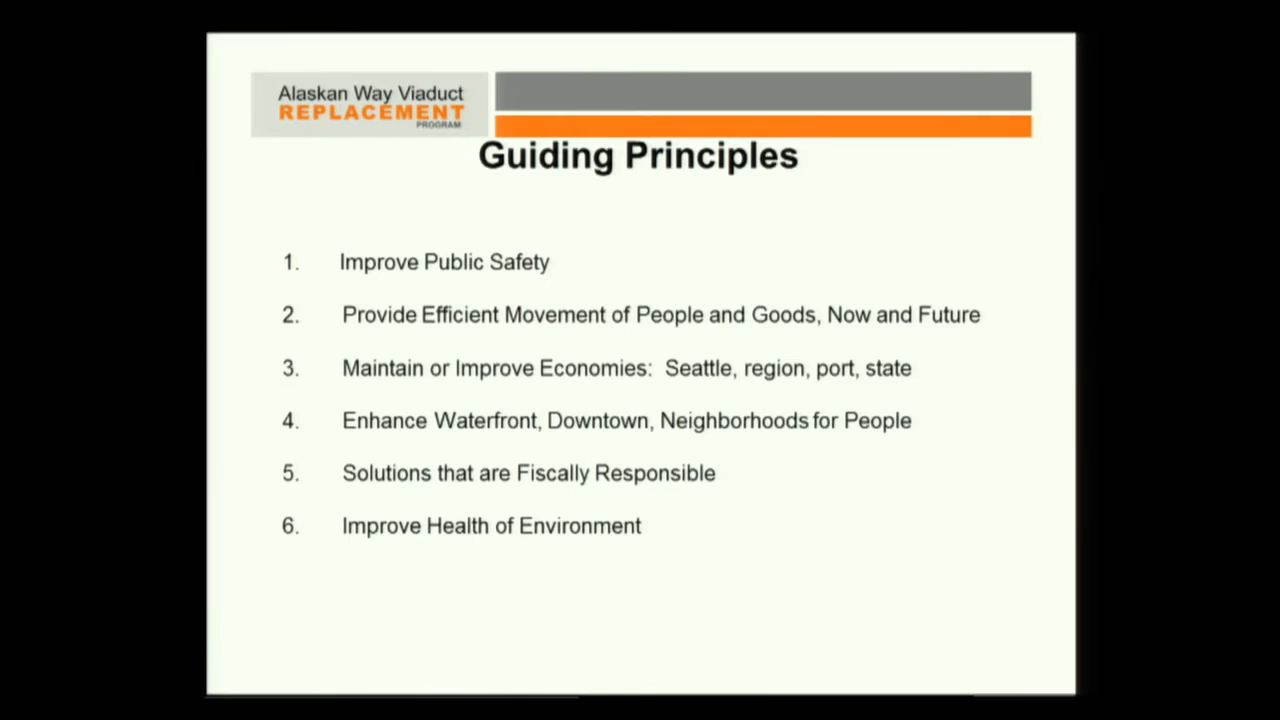 Alaskan Way Viaduct
REPLACEMENT
PROGRAM
Guiding Principles
1. Improve Public Safety
2. Provide Efficient Movement of People and Goods, Now and Future
3. Maintain or Improve Economies: Seattle, region, port, state
4. Enhance Waterfront, Downtown, Neighborhoods for People
5. Solutions that are Fiscally Responsible
6. Improve Health of Environment